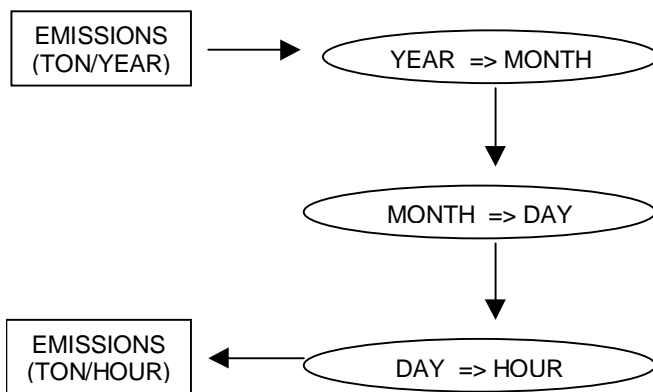 EMISSIONS
(TON/YEAR)
YEAR => MONTH
MONTH => DAY
DAY => HOUR
EMISSIONS
(TON/HOUR)